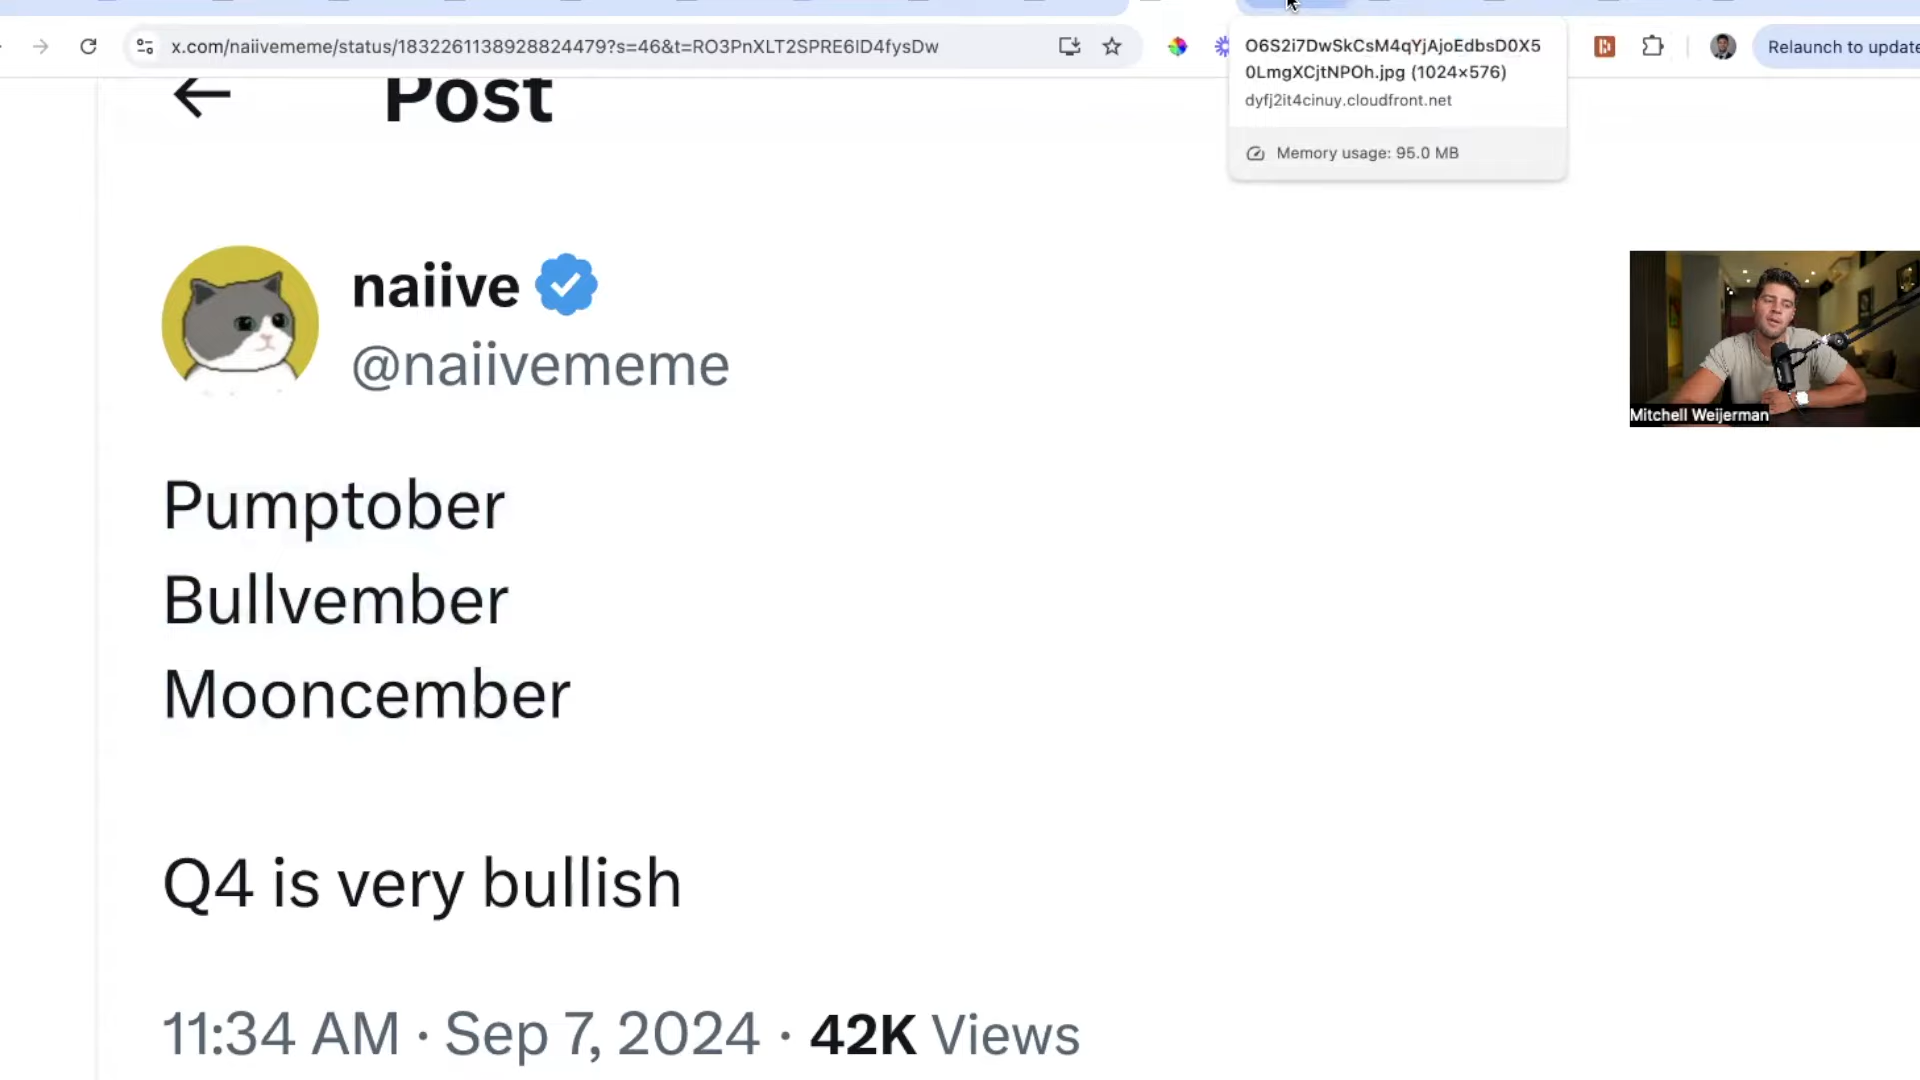 x.com/naiivememe/status/1832261138928824479?s=46&t=RO3PnXLT2SPRE6ID4fysDw
Relaunch to update
O6S2i7DwSkCsM4qYjAjoEdbsD0X5
0LmgXCjtNPOh.jpg (1024×576)
dyfj2it4cinuy.cloudfront.net
Memory usage: 95.0 MB
Post
naiive
@naiivememe
Mitchell Weijerman
Pumptober
Bullvember
Mooncember
Q4 is very bullish
11:34 AM · Sep 7, 2024 · 42K Views